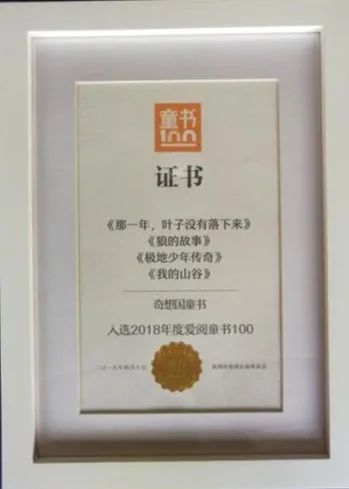 童书
100
证书
《那一年，叶子没有落下来》
《狼的故事》
《极地少年传奇》
《我的山谷》
奇想国童书
入选2018年度爱阅童书100